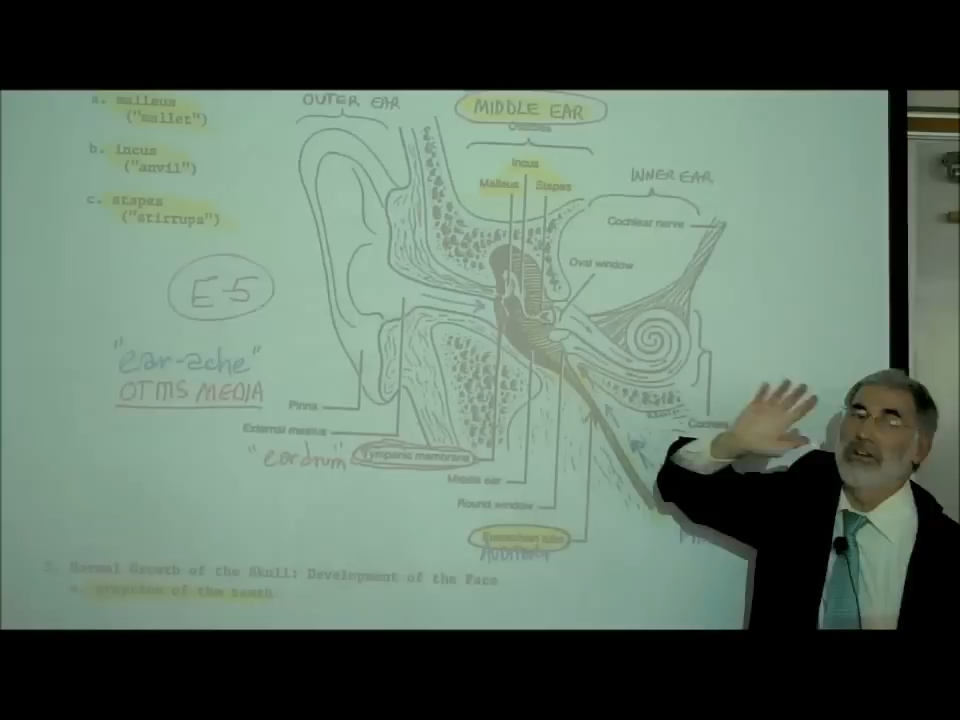 a. malleus
("mallet")
b. incus
("anvil")
c. stapes
("stirrups")
E-5
"ear-ache"
OTITIS MEDIA
OUTER EAR
MIDDLE EAR
Ossicles
Incus
Malleus
Stapes
INNER EAR
Cochlear nerve
Oval window
Pinna
External meatus
"eardrum"
Tympanic membrane
Middle ear
Round window
Eustachian tube
AUDITORY
Cochlea
5. Normal Growth of the Skull: Development of the Face
a. eruption of the teeth